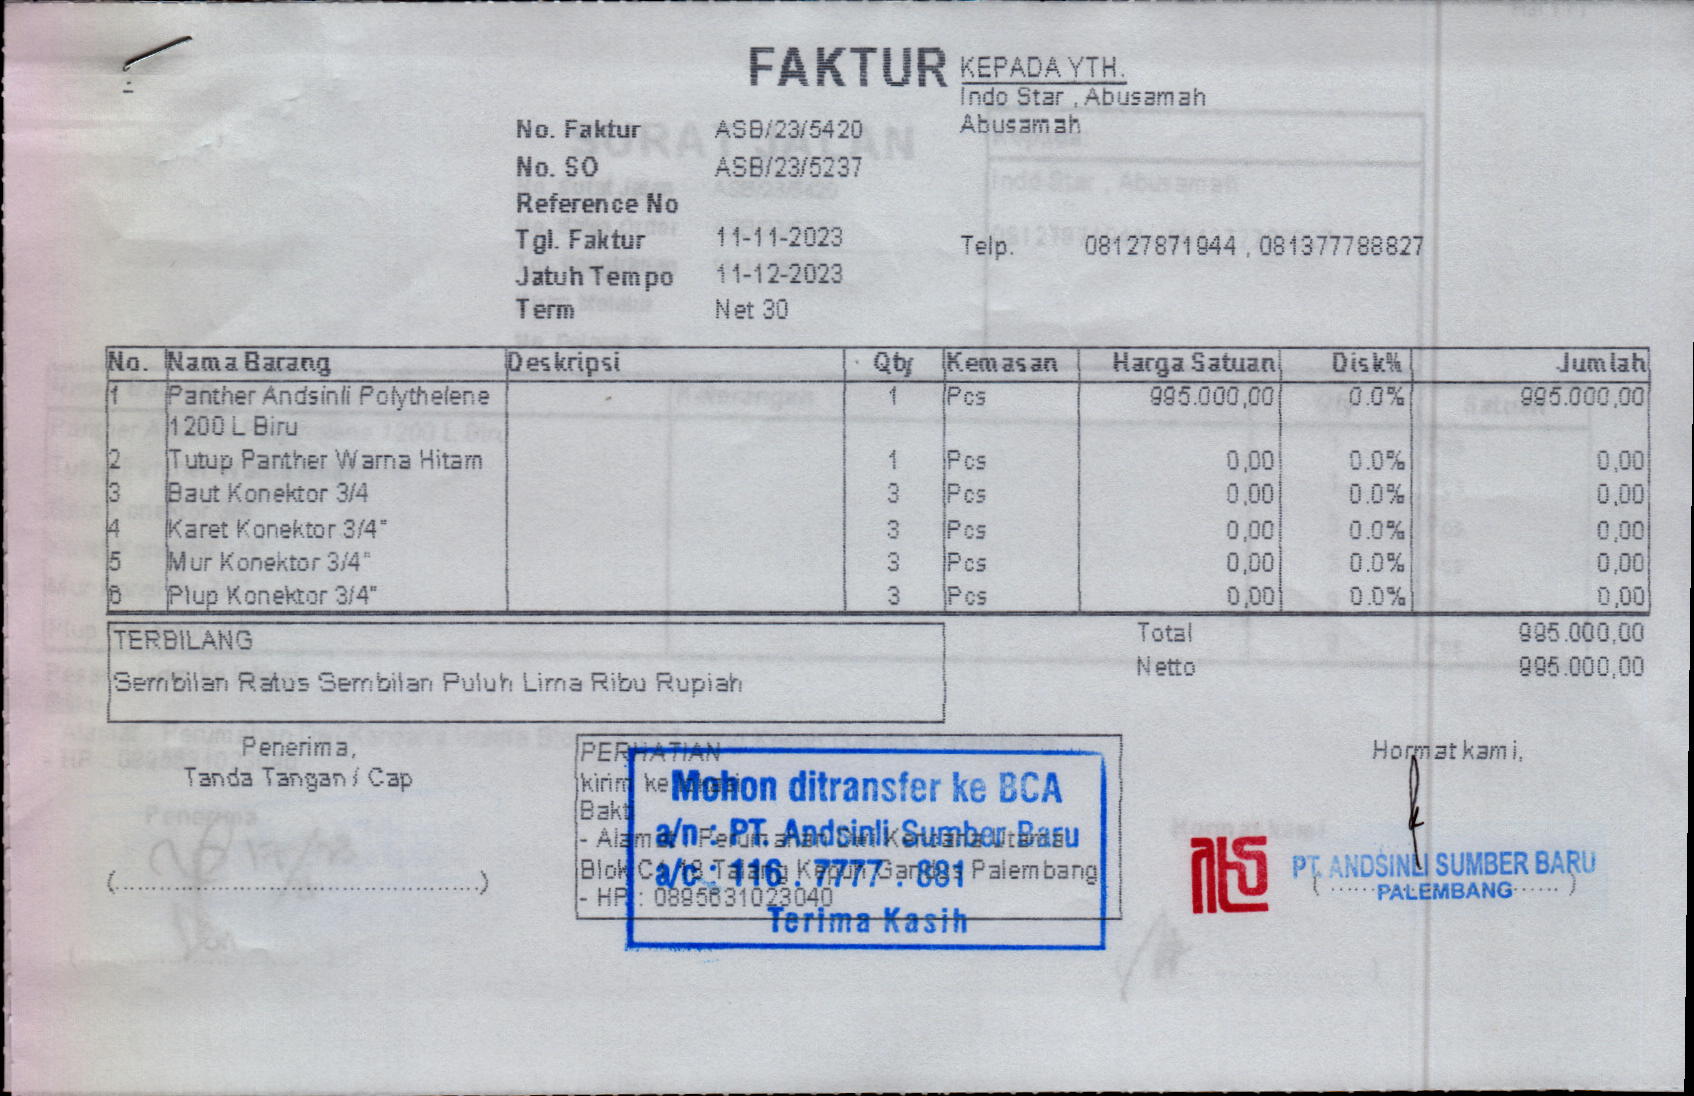 FAKTUR
KEPADA YTH.
Indo Star , Abusamah
Abusamah
No. Faktur ASB/23/5420
No. SO ASB/23/5237
Reference No
Tgl. Faktur 11-11-2023
Telp. 08127871944 , 081377788827
Jatuh Tempo 11-12-2023
Term Net 30
No. Nama Barang Deskripsi Qty Kemasan Harga Satuan Disk% Jumlah
1 Panther Andsinli Polythelene 1 Pcs 995.000,00 0.0% 995.000,00
1200 L Biru
2 Tutup Panther Warna Hitam 1 Pcs 0,00 0.0% 0,00
3 Baut Konektor 3/4 3 Pcs 0,00 0.0% 0,00
4 Karet Konektor 3/4" 3 Pcs 0,00 0.0% 0,00
5 Mur Konektor 3/4" 3 Pcs 0,00 0.0% 0,00
6 Plup Konektor 3/4" 3 Pcs 0,00 0.0% 0,00
TERBILANG
Sembilan Ratus Sembilan Puluh Lima Ribu Rupiah
Total 995.000,00
Netto 995.000,00
Penerima,
Tanda Tangan / Cap
PERHATIAN
kirim ke
- Alamat : Perumahan Kencana Utama
Blok Talang Palembang
- HP : 0895631023040
Mohon ditransfer ke BCA
a/n : PT. Andsinli Sumber Baru
a/c : 116 . 7777 . 881
Terima Kasih
Hormat kami,
PT. ANDSINLI SUMBER BARU
PALEMBANG